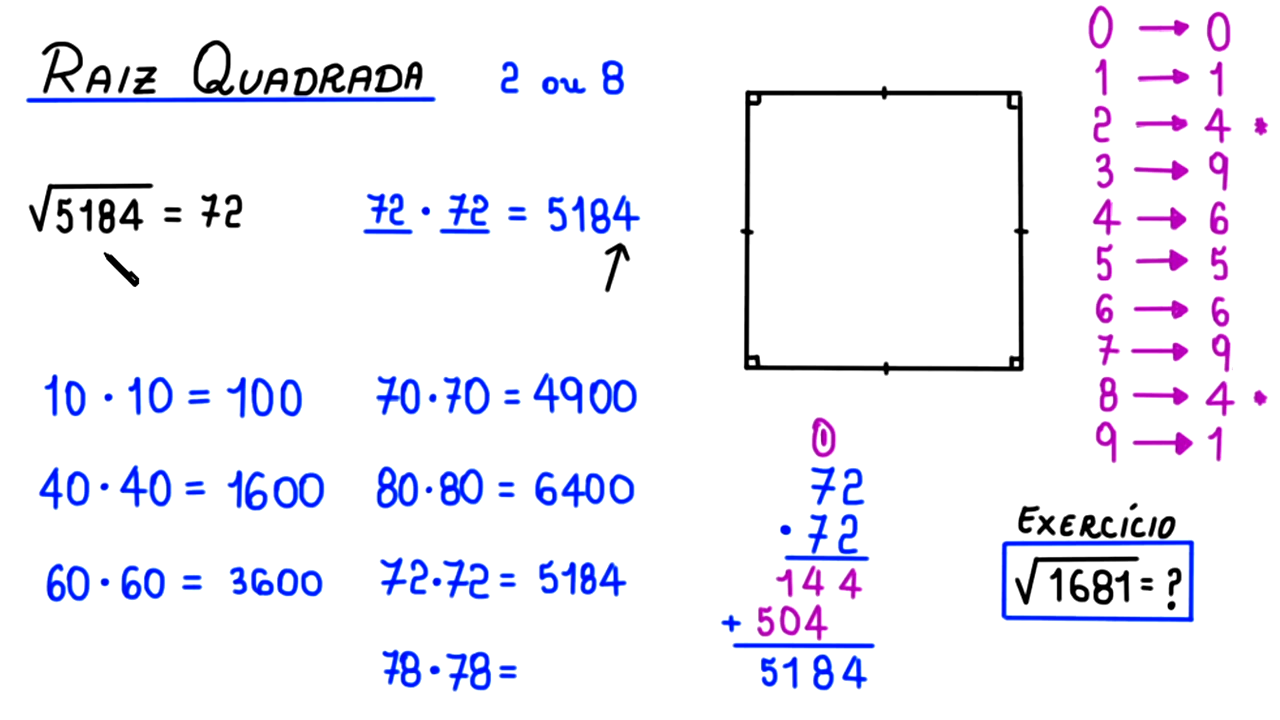 RAIZ QUADRADA 2 ou 8
√5184 = 72
72 · 72 = 5184
10 · 10 = 100
40 · 40 = 1600
60 · 60 = 3600
70 · 70 = 4900
80 · 80 = 6400
72 · 72 = 5184
78 · 78 =
1
72
· 72
144
+ 504
5184
0 → 0
1 → 1
2 → 4 *
3 → 9
4 → 6
5 → 5
6 → 6
7 → 9
8 → 4 *
9 → 1
EXERCÍCIO
√1681 = ?